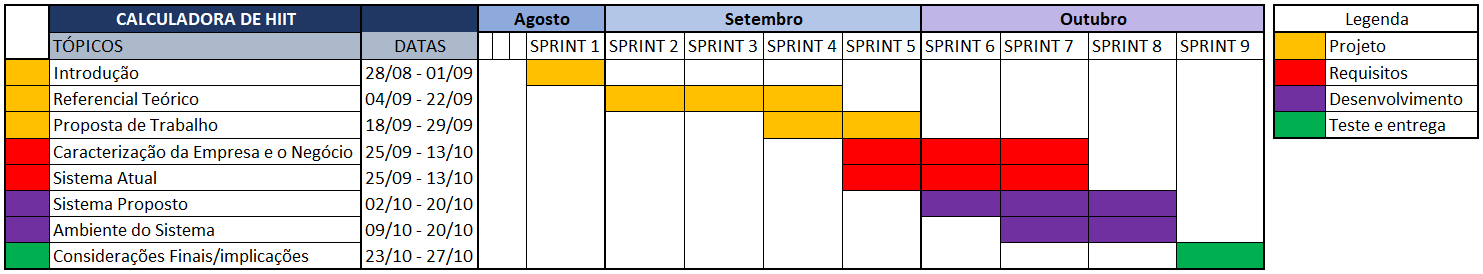 CALCULADORA DE HIIT Agosto Setembro Outubro Legenda
TÓPICOS DATAS SPRINT 1 SPRINT 2 SPRINT 3 SPRINT 4 SPRINT 5 SPRINT 6 SPRINT 7 SPRINT 8 SPRINT 9 Projeto
Introdução 28/08 - 01/09 Requisitos
Referencial Teórico 04/09 - 22/09 Desenvolvimento
Proposta de Trabalho 18/09 - 29/09 Teste e entrega
Caracterização da Empresa e o Negócio 25/09 - 13/10
Sistema Atual 25/09 - 13/10
Sistema Proposto 02/10 - 20/10
Ambiente do Sistema 09/10 - 20/10
Considerações Finais/implicações 23/10 - 27/10